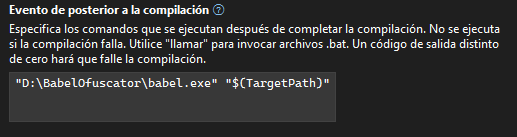 Evento de posterior a la compilación
Especifica los comandos que se ejecutan después de completar la compilación. No se ejecuta
si la compilación falla. Utilice "llamar" para invocar archivos .bat. Un código de salida distinto
de cero hará que falle la compilación.
"D:\BabelOfuscator\babel.exe" "$(TargetPath)"